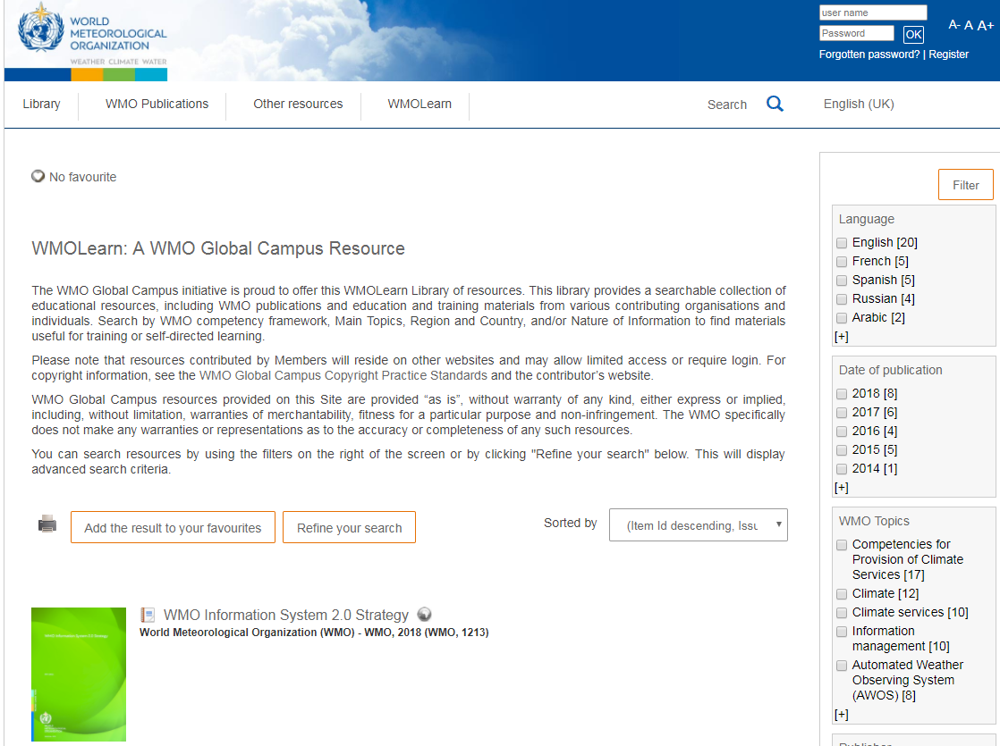 WORLD
METEOROLOGICAL
ORGANIZATION
WEATHER CLIMATE WATER
user name
Password
OK
A- A A+
Forgotten password? | Register
Library
WMO Publications
Other resources
WMOLearn
Search
English (UK)
No favourite
WMOLearn: A WMO Global Campus Resource
The WMO Global Campus initiative is proud to offer this WMOLearn Library of resources. This library provides a searchable collection of
educational resources, including WMO publications and education and training materials from various contributing organisations and
individuals. Search by WMO competency framework, Main Topics, Region and Country, and/or Nature of Information to find materials
useful for training or self-directed learning.
Please note that resources contributed by Members will reside on other websites and may allow limited access or require login. For
copyright information, see the WMO Global Campus Copyright Practice Standards and the contributor's website.
WMO Global Campus resources provided on this Site are provided “as is”, without warranty of any kind, either express or implied,
including, without limitation, warranties of merchantability, fitness for a particular purpose and non-infringement. The WMO specifically
does not make any warranties or representations as to the accuracy or completeness of any such resources.
You can search resources by using the filters on the right of the screen or by clicking "Refine your search" below. This will display
advanced search criteria.
Add the result to your favourites
Refine your search
Sorted by
(Item Id descending, Issu
WMO Information System 2.0 Strategy
World Meteorological Organization (WMO) - WMO, 2018 (WMO, 1213)
WMO Information System 2.0 Strategy
Filter
Language
English [20]
French [5]
Spanish [5]
Russian [4]
Arabic [2]
[+]
Date of publication
2018 [8]
2017 [6]
2016 [4]
2015 [5]
2014 [1]
[+]
WMO Topics
Competencies for
Provision of Climate
Services [17]
Climate [12]
Climate services [10]
Information
management [10]
Automated Weather
Observing System
(AWOS) [8]
[+]
Publisher